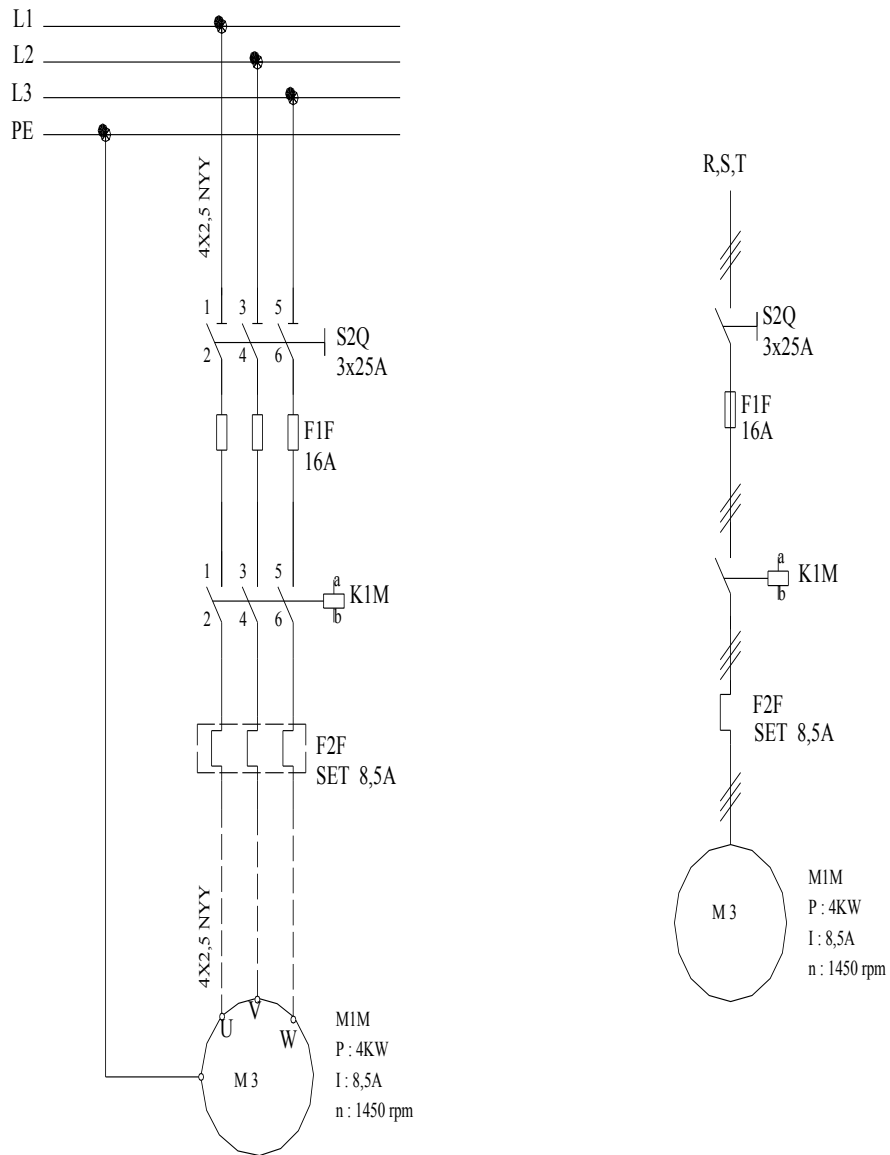 L1
L2
L3
PE
4X2,5 NYY
1 3 5
2 4 6
S2Q
3x25A
F1F
16A
1 3 5
2 4 6
a
b
K1M
F2F
SET 8,5A
4X2,5 NYY
U V W
M 3
M1M
P : 4KW
I : 8,5A
n : 1450 rpm
R,S,T
S2Q
3x25A
F1F
16A
a
b
K1M
F2F
SET 8,5A
M 3
M1M
P : 4KW
I : 8,5A
n : 1450 rpm